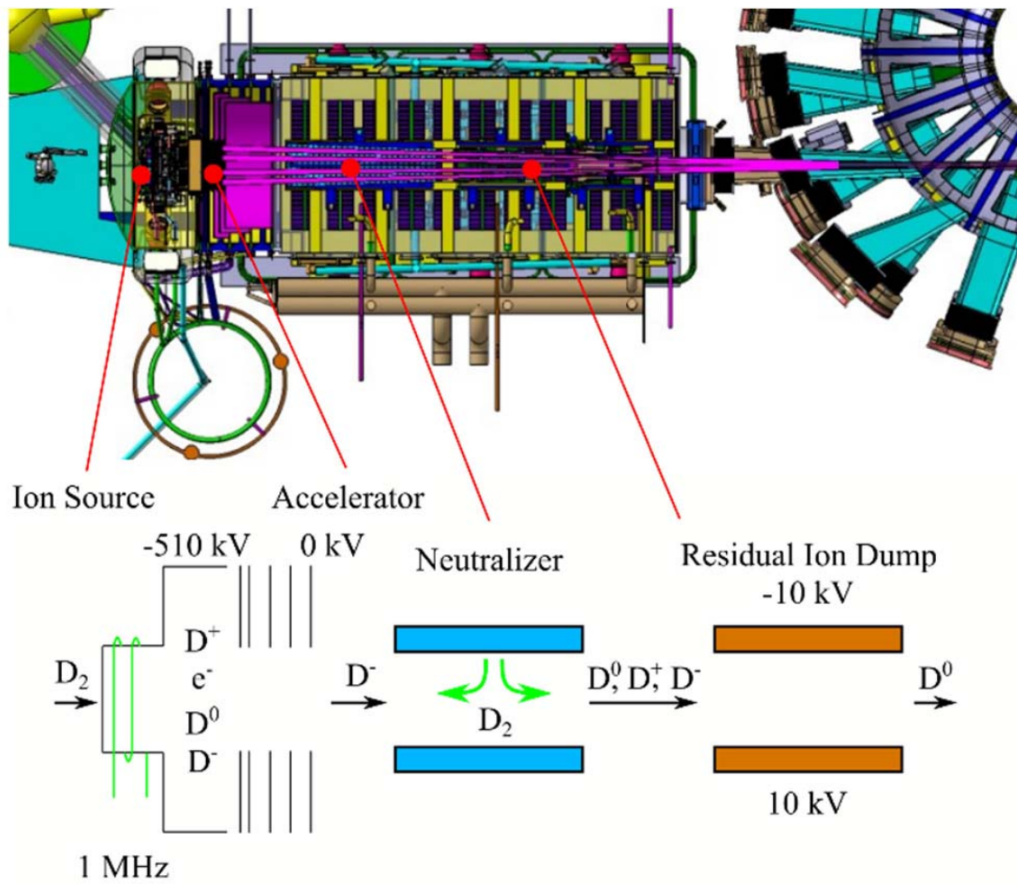 Ion Source
Accelerator
-510 kV
0 kV
Neutralizer
Residual Ion Dump
-10 kV
D₂
D⁺
e⁻
D⁰
D⁻
D⁻
D₂
D⁰, D⁺, D⁻
D⁰
10 kV
1 MHz